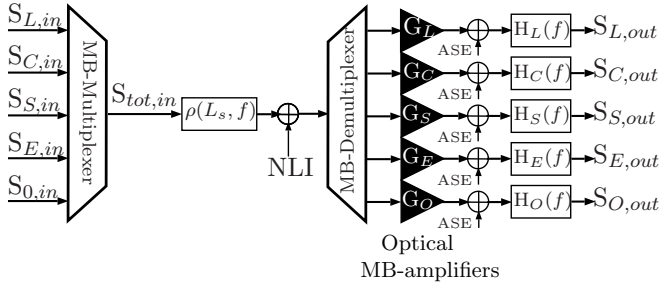 S_{L,in}
S_{C,in}
S_{S,in}
S_{E,in}
S_{0,in}
MB-Multiplexer
S_{tot,in}
ρ(L_s, f)
NLI
MB-Demultiplexer
G_L
ASE
H_L(f)
S_{L,out}
G_C
ASE
H_C(f)
S_{C,out}
G_S
ASE
H_S(f)
S_{S,out}
G_E
ASE
H_E(f)
S_{E,out}
G_O
ASE
H_O(f)
S_{O,out}
Optical
MB-amplifiers